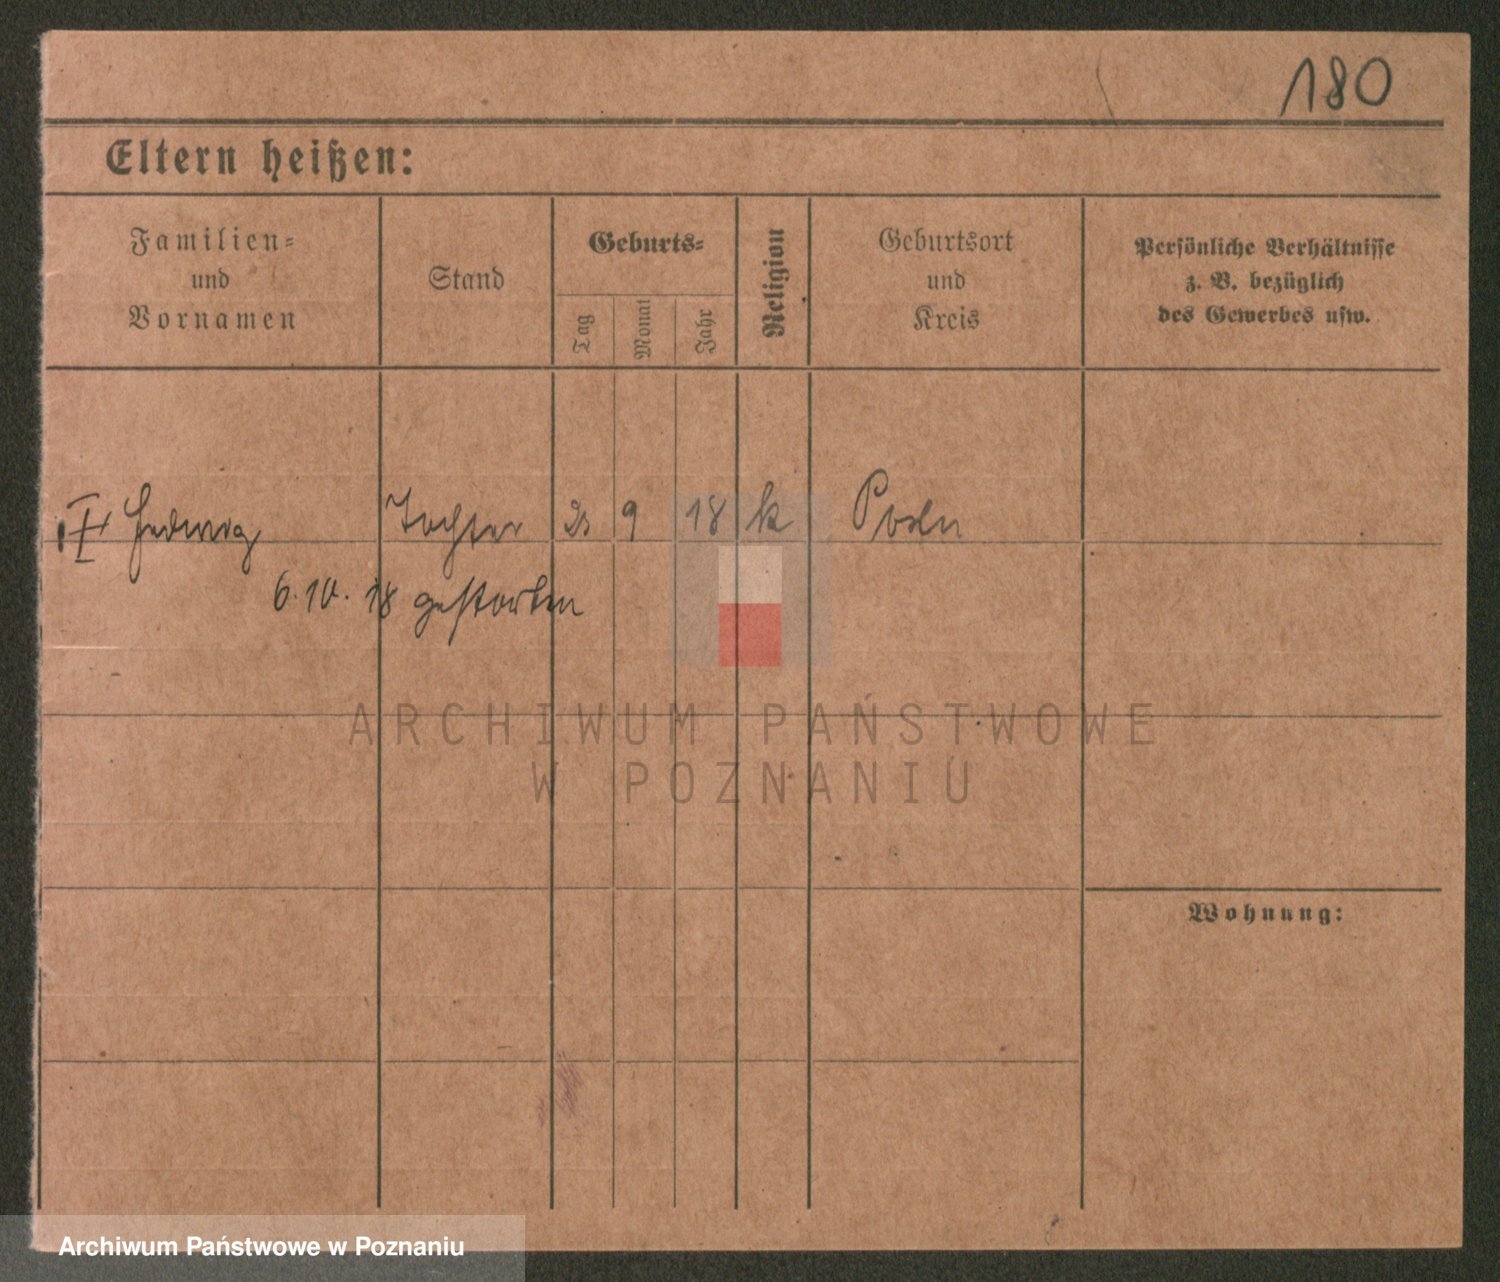 180
Eltern heißen:
Familien-
und
Vornamen
Stand
Geburts-
Tag
Monat
Jahr
Religion
Geburtsort
und
Kreis
Persönliche Verhältnisse
z. B. bezüglich
des Gewerbes usw.
Hedwig Tochter 9 18 k Posen
6.10.18 gestorben
ARCHIWUM PAŃSTWOWE
W POZNANIU
Wohnung:
Archiwum Państwowe w Poznaniu